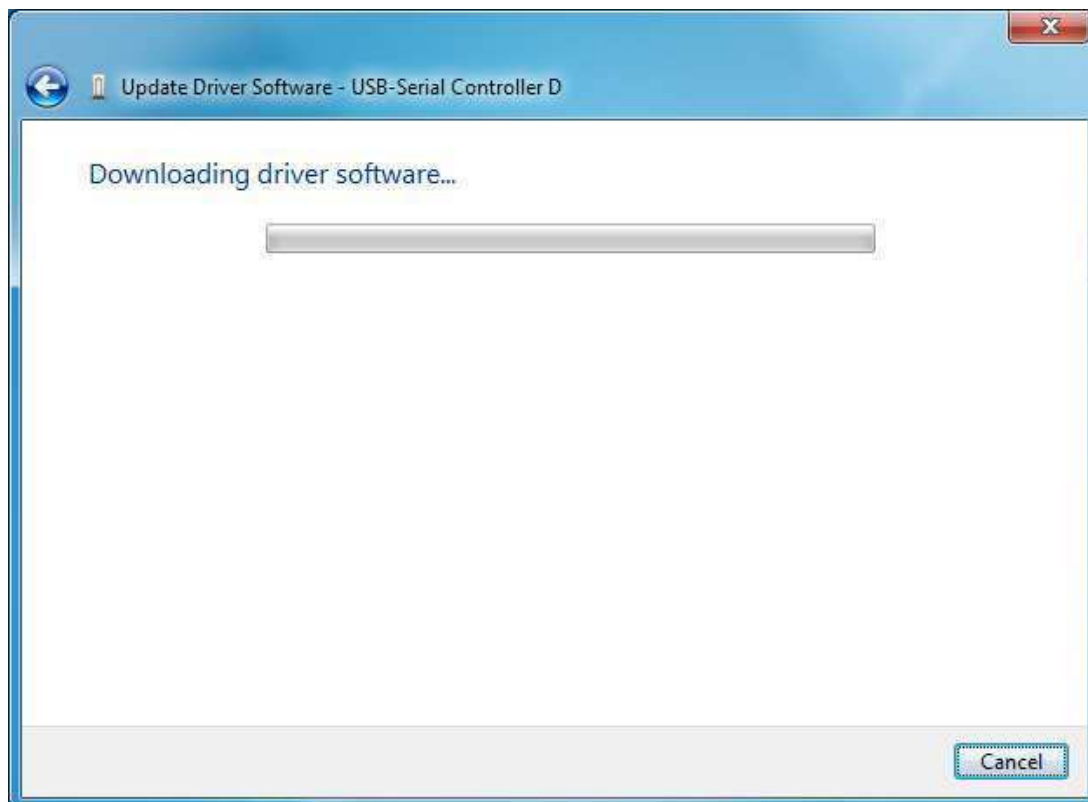 Update Driver Software - USB-Serial Controller D
Downloading driver software...
Cancel